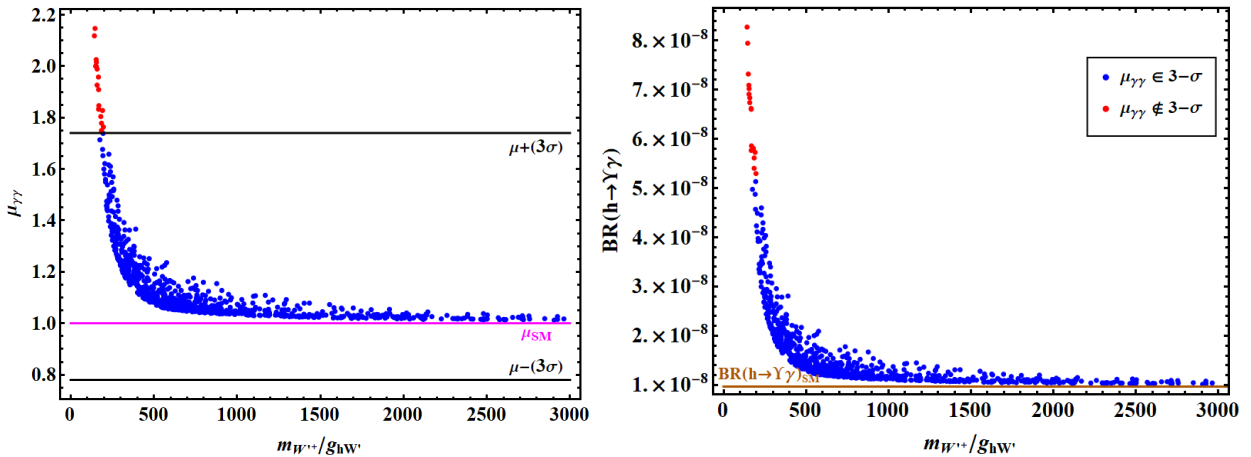 2.2
2.0
1.8
1.6
1.4
1.2
1.0
0.8
μγγ
μ+(3σ)
μSM
μ−(3σ)
0 500 1000 1500 2000 2500 3000
mW'+/ghW'
8.×10−8
7.×10−8
6.×10−8
5.×10−8
4.×10−8
3.×10−8
2.×10−8
1.×10−8
BR(h→Υγ)
μγγ ∈ 3−σ
μγγ ∉ 3−σ
BR(h→Υγ)SM
0 500 1000 1500 2000 2500 3000
mW'+/ghW'